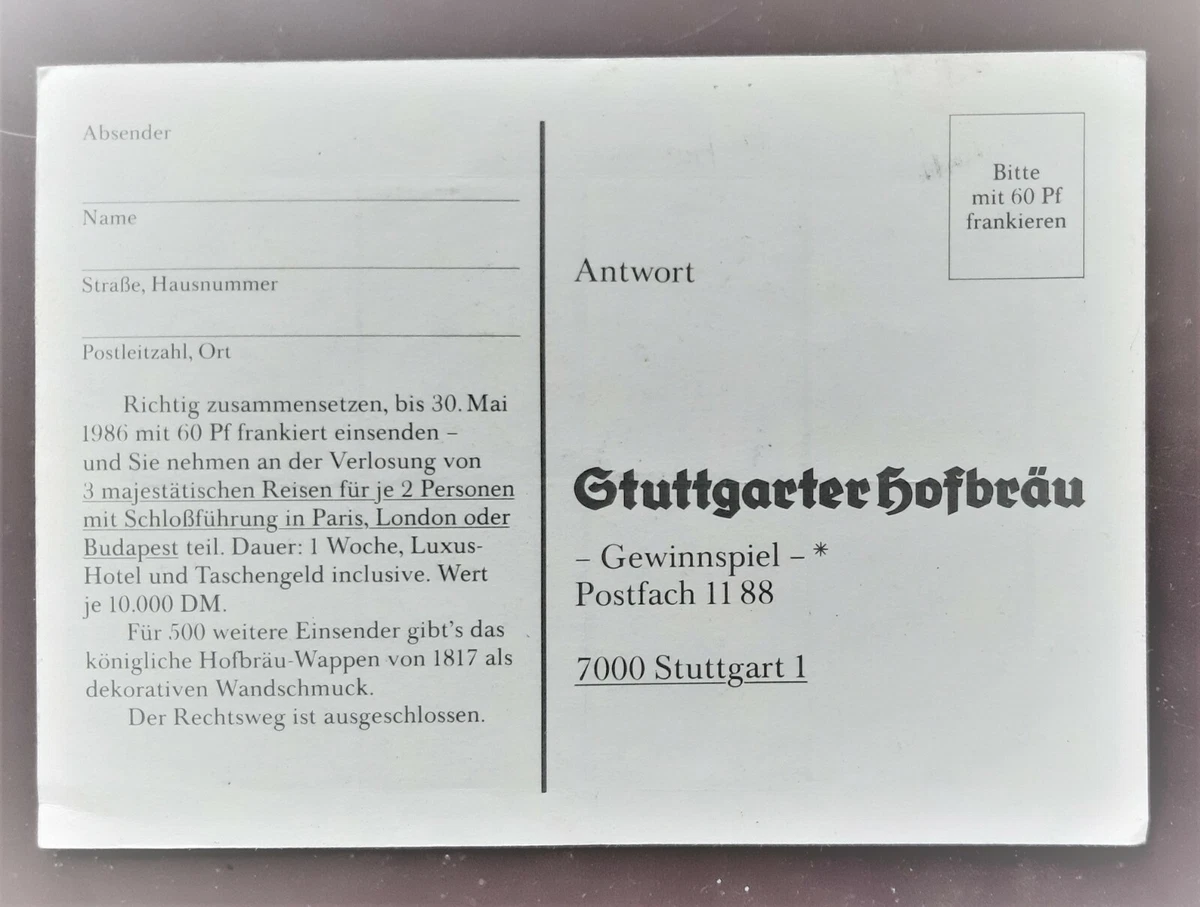 Absender
Name
Straße, Hausnummer
Postleitzahl, Ort
Richtig zusammensetzen, bis 30. Mai
1986 mit 60 Pf frankiert einsenden –
und Sie nehmen an der Verlosung von
3 majestätischen Reisen für je 2 Personen
mit Schloßführung in Paris, London oder
Budapest teil. Dauer: 1 Woche, Luxus-
Hotel und Taschengeld inclusive. Wert
je 10.000 DM.
Für 500 weitere Einsender gibt's das
königliche Hofbräu-Wappen von 1817 als
dekorativen Wandschmuck.
Der Rechtsweg ist ausgeschlossen.
Bitte
mit 60 Pf
frankieren
Antwort
Stuttgarter Hofbräu
– Gewinnspiel – *
Postfach 11 88
7000 Stuttgart 1